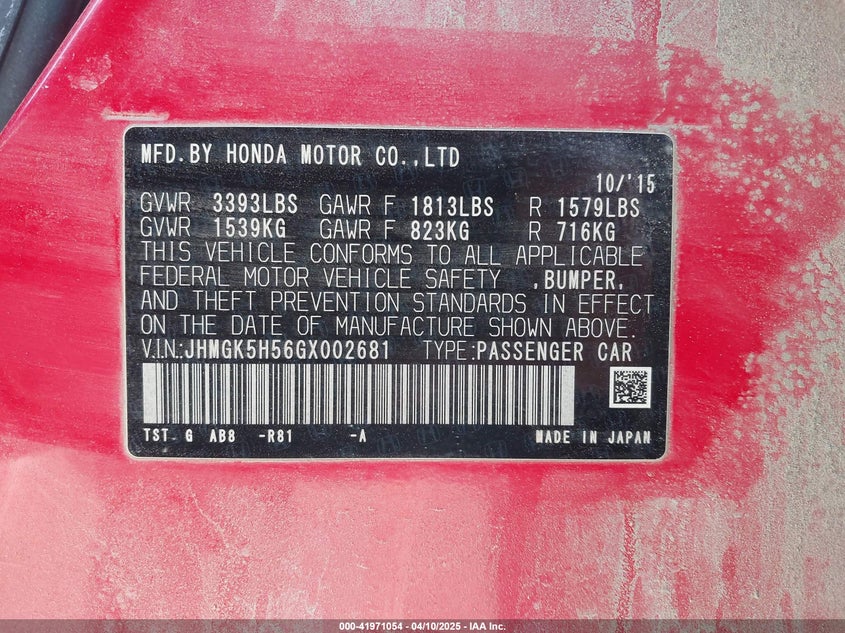 MFD.BY HONDA MOTOR CO.,LTD
10/'15
GVWR 3393LBS GAWR F 1813LBS R 1579LBS
GVWR 1539KG GAWR F 823KG R 716KG
THIS VEHICLE CONFORMS TO ALL APPLICABLE
FEDERAL MOTOR VEHICLE SAFETY ,BUMPER,
AND THEFT PREVENTION STANDARDS IN EFFECT
ON THE DATE OF MANUFACTURE SHOWN ABOVE.
V.IN:JHMGK5H56GX002681 TYPE:PASSENGER CAR
TST. G AB8 -R81 -A MADE IN JAPAN
000-41971054 - 04/10/2025 - IAA Inc.